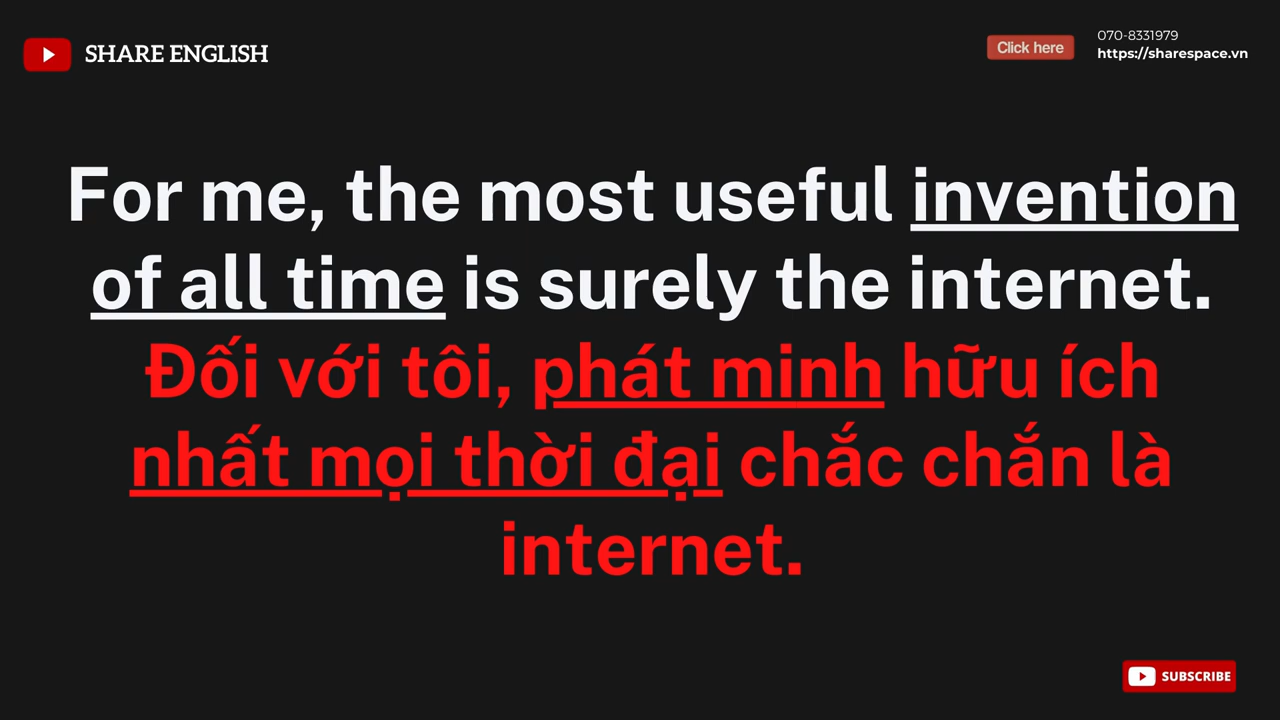 SHARE ENGLISH
Click here
070-8331979
https://sharespace.vn
For me, the most useful invention
of all time is surely the internet.
Đối với tôi, phát minh hữu ích
nhất mọi thời đại chắc chắn là
internet.
SUBSCRIBE